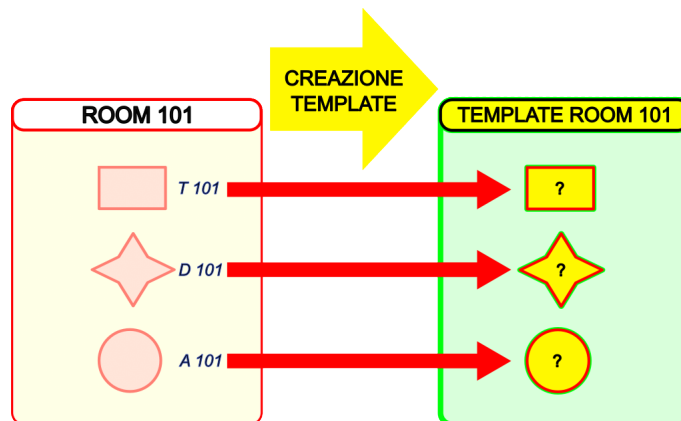 CREAZIONE
TEMPLATE
ROOM 101
TEMPLATE ROOM 101
T 101
?
D 101
?
A 101
?